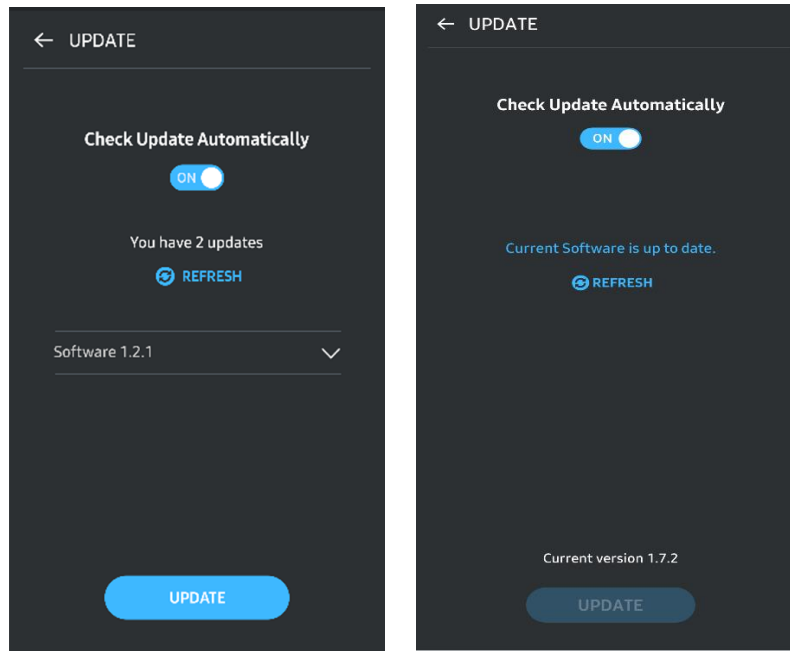 UPDATE
Check Update Automatically
ON
You have 2 updates
REFRESH
Software 1.2.1
UPDATE
UPDATE
Check Update Automatically
ON
Current Software is up to date.
REFRESH
Current version 1.7.2
UPDATE